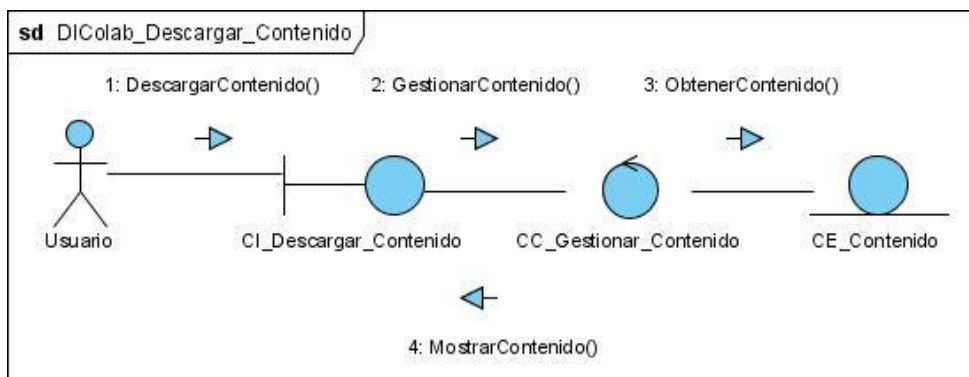 sd DIColab_Descargar_Contenido
1: DescargarContenido()
2: GestionarContenido()
3: ObtenerContenido()
Usuario
CI_Descargar_Contenido
CC_Gestionar_Contenido
CE_Contenido
4: MostrarContenido()